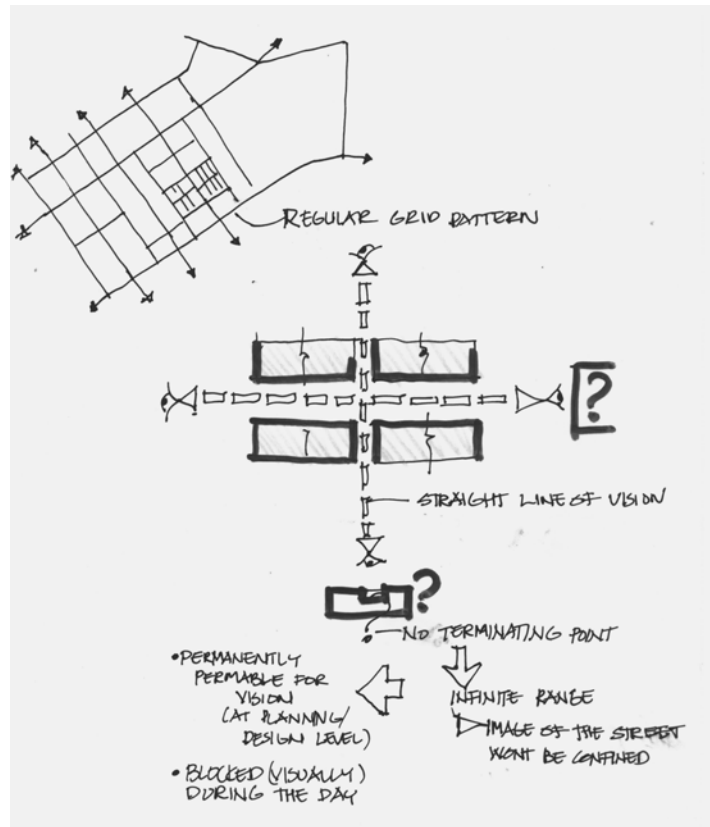 REGULAR GRID PATTERN
?
STRAIGHT LINE OF VISION
?
NO TERMINATING POINT
• PERMANENTLY
PERMABLE FOR
VISION
(AT PLANNING/
DESIGN LEVEL)
• BLOCKED (VISUALLY)
DURING THE DAY
INFINITE RANGE
IMAGE OF THE STREET
WONT BE CONFINED